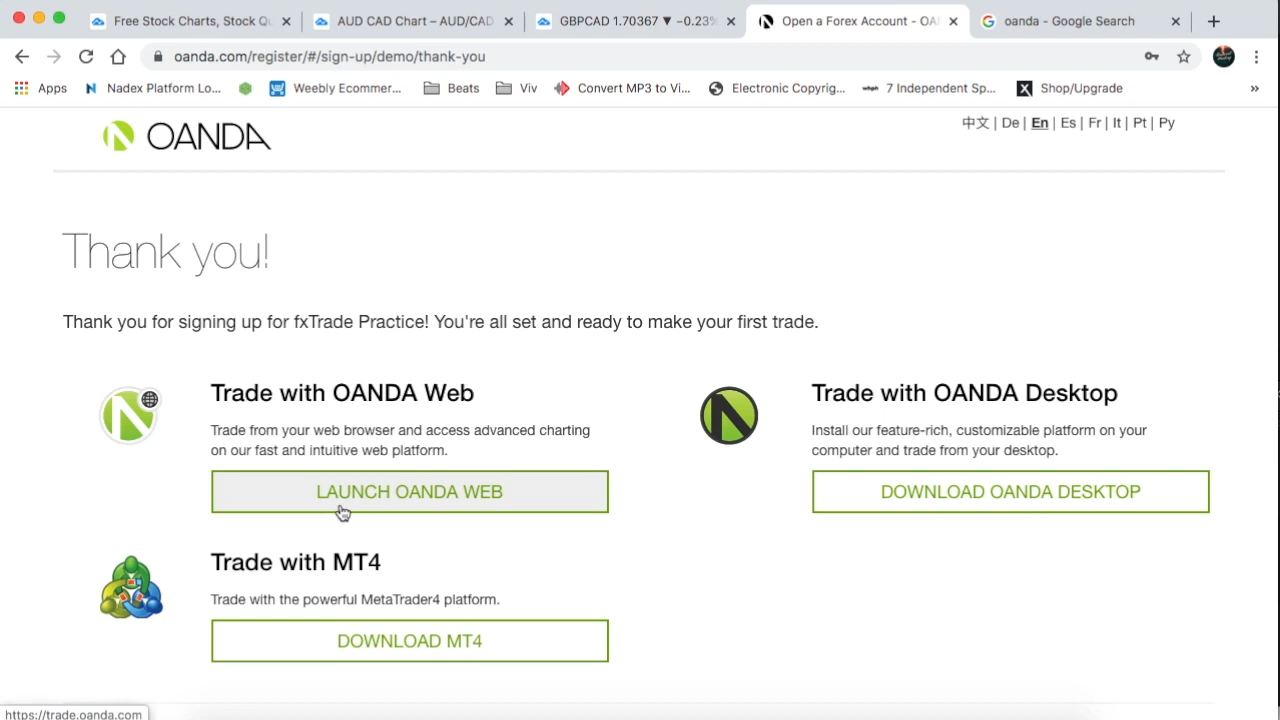 Free Stock Charts, Stock Qu
AUD CAD Chart – AUD/CAD
GBPCAD 1.70367 ▼ −0.23%
Open a Forex Account - OA
oanda - Google Search
oanda.com/register/#/sign-up/demo/thank-you
Apps
Nadex Platform Lo...
Weebly Ecommer...
Beats
Viv
Convert MP3 to Vi...
Electronic Copyrig...
7 Independent Sp...
Shop/Upgrade
»
OANDA
中文 | De | En | Es | Fr | It | Pt | Ру
Thank you!
Thank you for signing up for fxTrade Practice! You're all set and ready to make your first trade.
Trade with OANDA Web
Trade from your web browser and access advanced charting
on our fast and intuitive web platform.
LAUNCH OANDA WEB
Trade with OANDA Desktop
Install our feature-rich, customizable platform on your
computer and trade from your desktop.
DOWNLOAD OANDA DESKTOP
Trade with MT4
Trade with the powerful MetaTrader4 platform.
DOWNLOAD MT4
https://trade.oanda.com